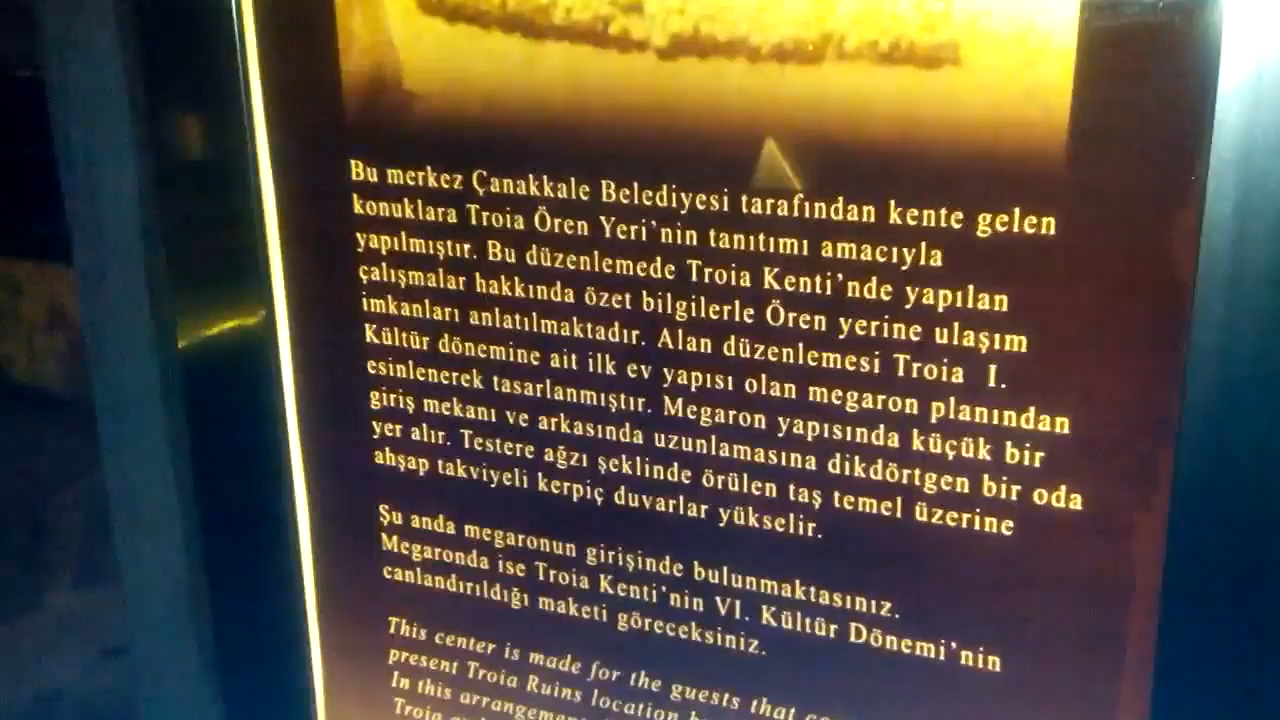 Bu merkez Çanakkale Belediyesi tarafından kente gelen
konuklara Troia Ören Yeri'nin tanıtımı amacıyla
yapılmıştır. Bu düzenlemede Troia Kenti'nde yapılan
çalışmalar hakkında özet bilgilerle Ören yerine ulaşım
imkanları anlatılmaktadır. Alan düzenlemesi Troia I.
Kültür dönemine ait ilk ev yapısı olan megaron planından
esinlenerek tasarlanmıştır. Megaron yapısında küçük bir
giriş mekanı ve arkasında uzunlamasına dikdörtgen bir oda
yer alır. Testere ağzı şeklinde örülen taş temel üzerine
ahşap takviyeli kerpiç duvarlar yükselir.
Şu anda megaronun girişinde bulunmaktasınız.
Megaronda ise Troia Kenti'nin VI. Kültür Dönemi'nin
canlandırıldığı maketi göreceksiniz.
This center is made for the guests that
present Troia Ruins location
In this
Troia